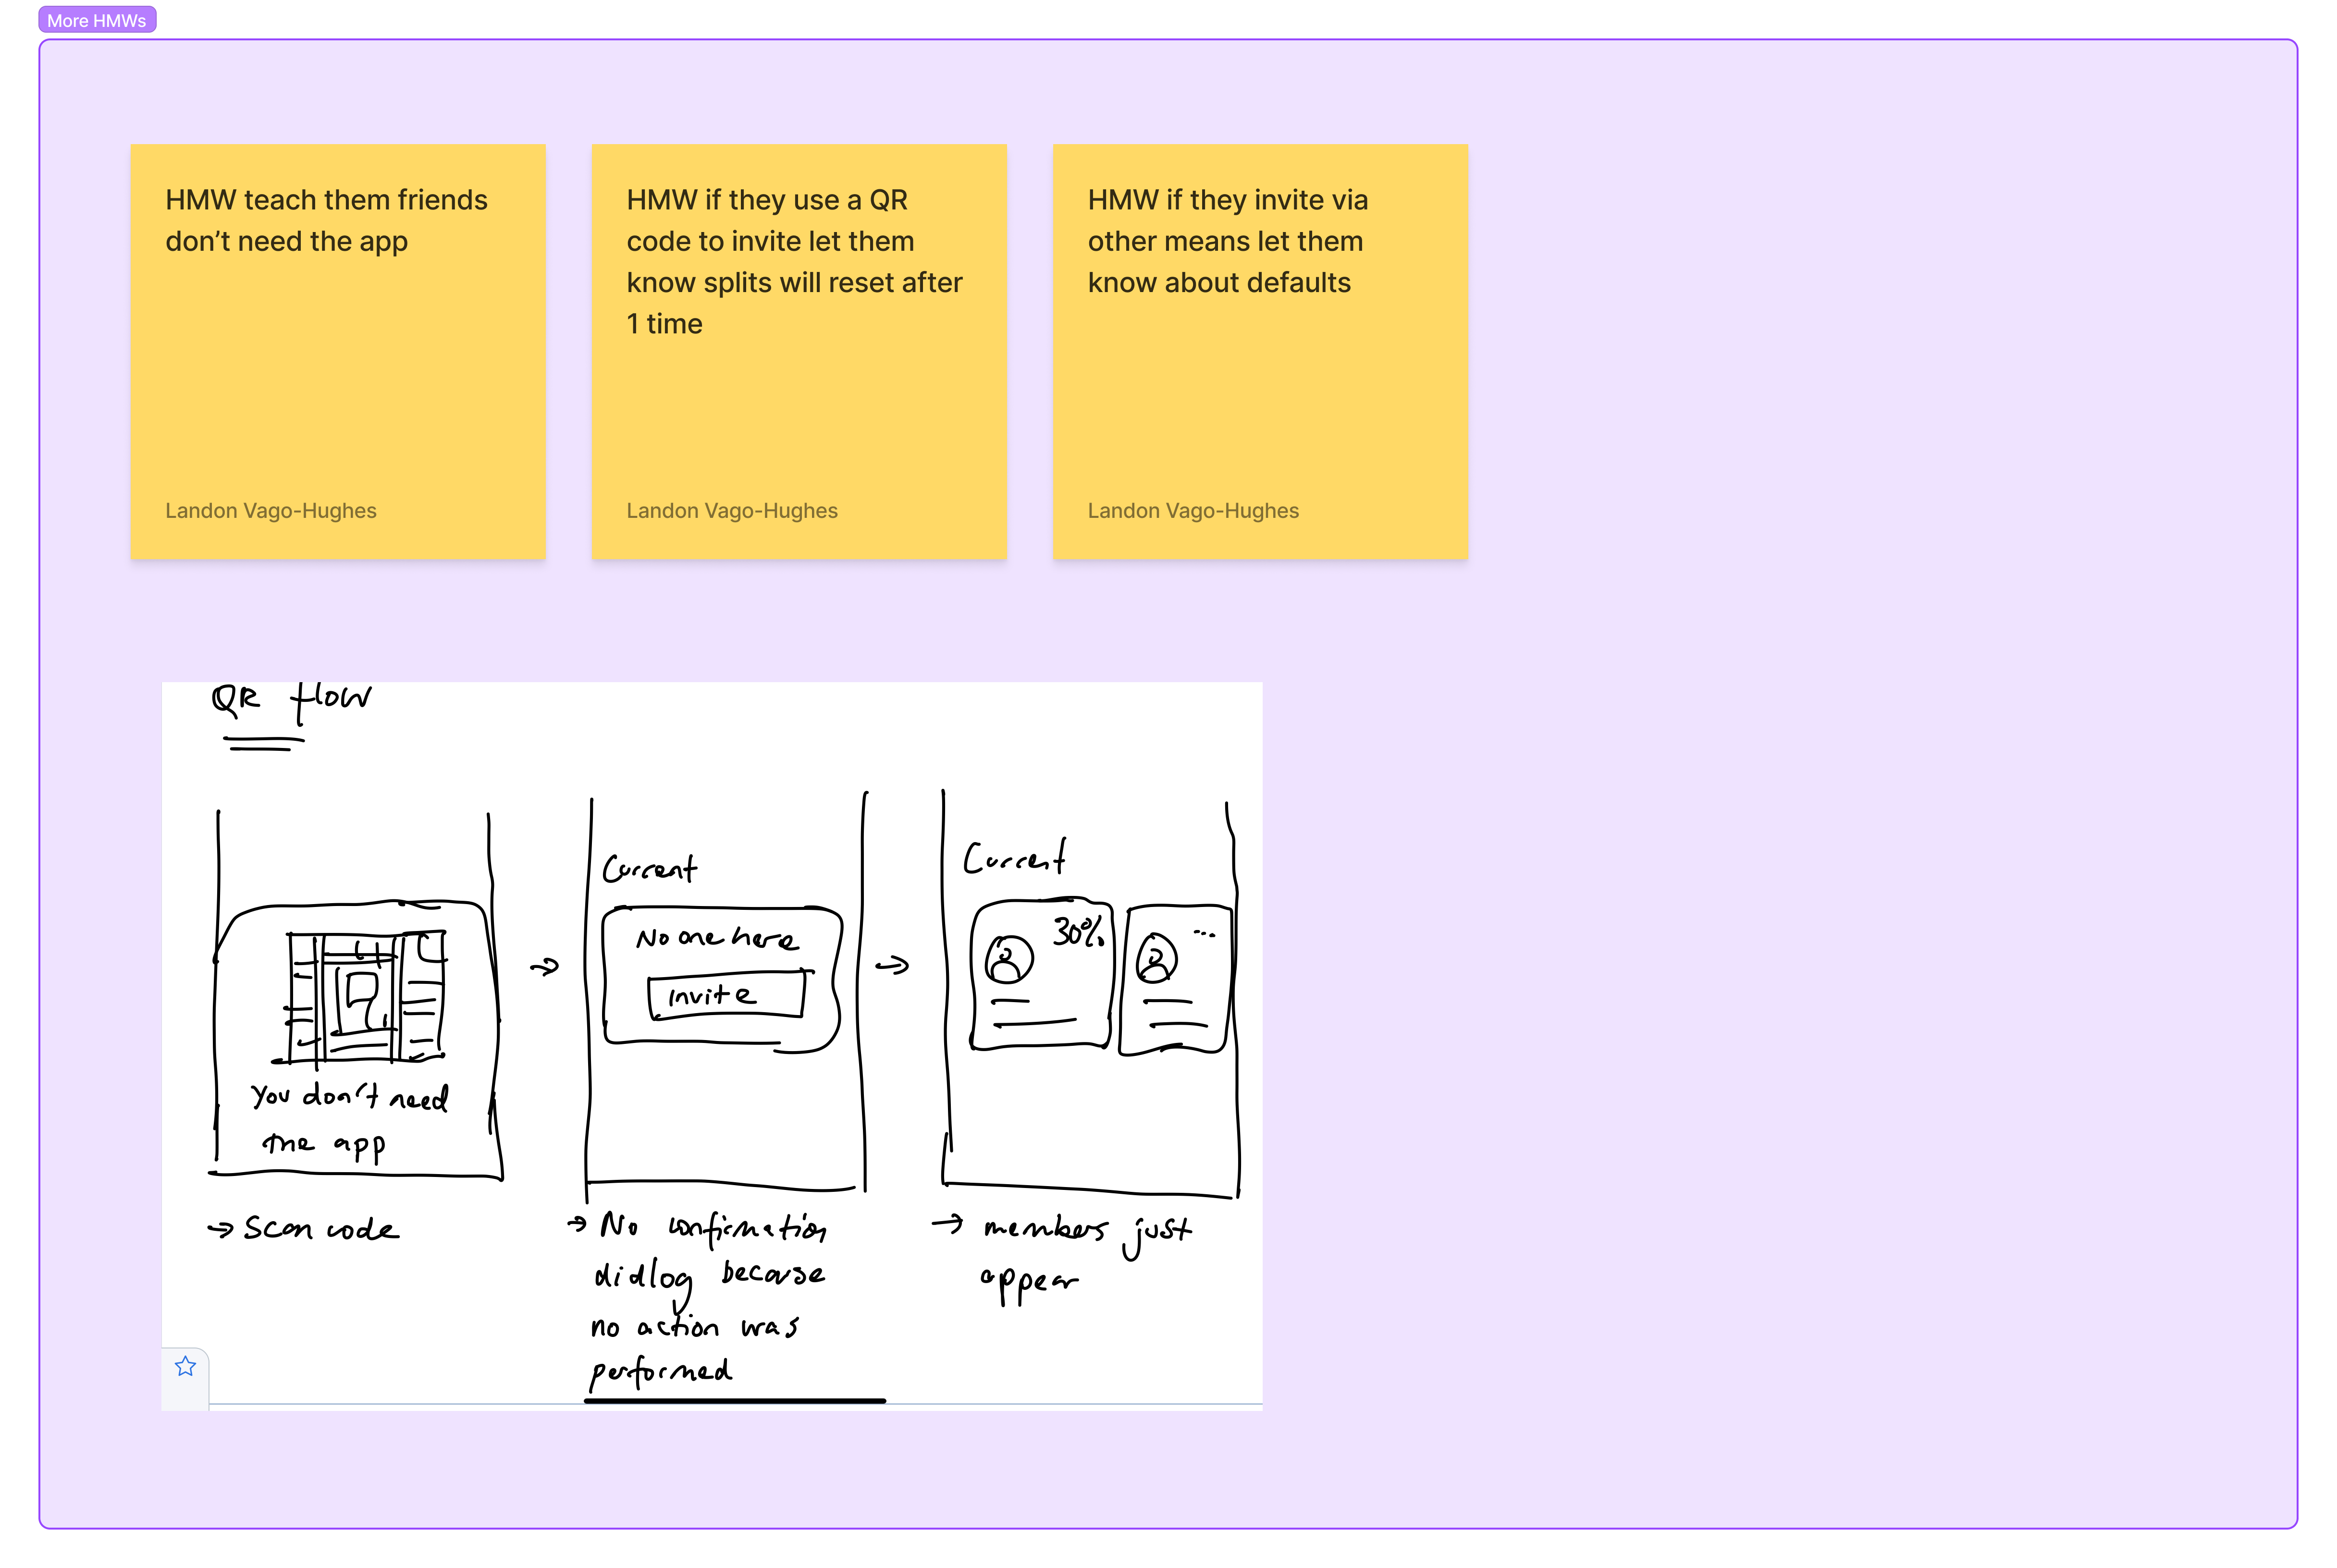 More HMWs
HMW teach them friends
don’t need the app
Landon Vago-Hughes
HMW if they use a QR
code to invite let them
know splits will reset after
1 time
Landon Vago-Hughes
HMW if they invite via
other means let them
know about defaults
Landon Vago-Hughes
QR flow
you don't need
the app
→ Scan code
→
Current
No one here
Invite
→ No confirmation
dialog because
no action was
performed
→
Current
30%
...
→ members just
appear